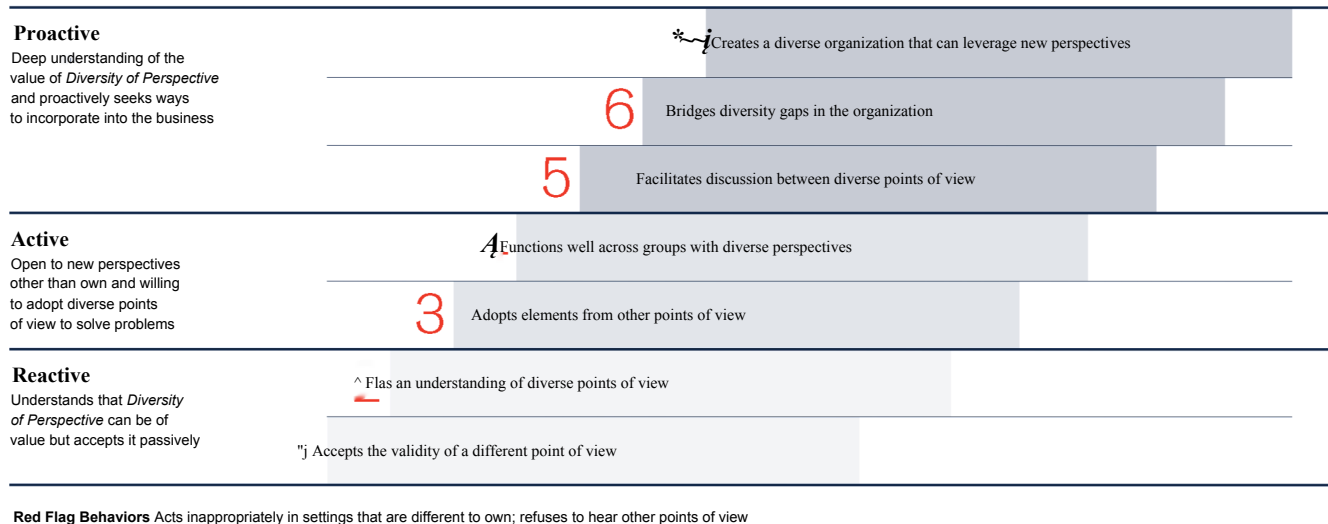 Proactive
Deep understanding of the
value of Diversity of Perspective
and proactively seeks ways
to incorporate into the business
*~įCreates a diverse organization that can leverage new perspectives
6 Bridges diversity gaps in the organization
5 Facilitates discussion between diverse points of view
Active
Open to new perspectives
other than own and willing
to adopt diverse points
of view to solve problems
ĄFunctions well across groups with diverse perspectives
3 Adopts elements from other points of view
Reactive
Understands that Diversity
of Perspective can be of
value but accepts it passively
^ Flas an understanding of diverse points of view
"j Accepts the validity of a different point of view
Red Flag Behaviors Acts inappropriately in settings that are different to own; refuses to hear other points of view